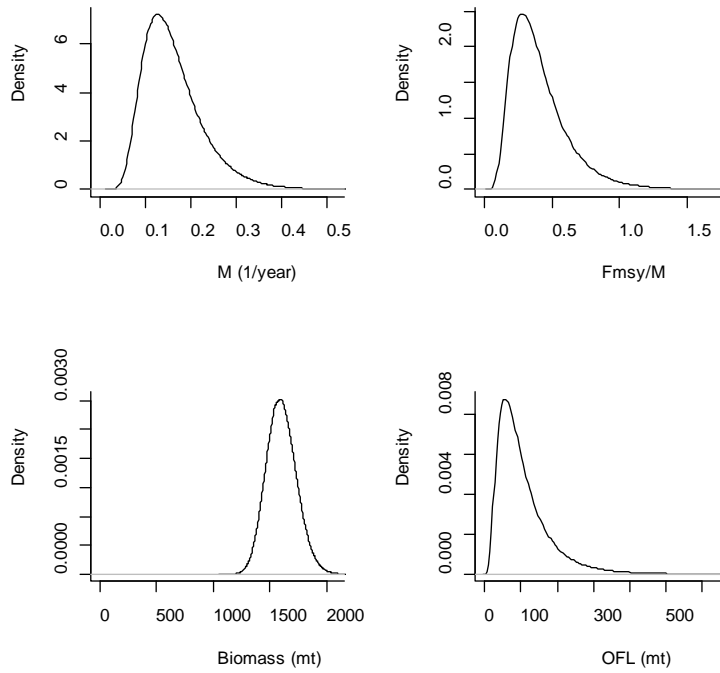 Density
6
4
2
0
0.0 0.1 0.2 0.3 0.4 0.5
M (1/year)
Density
2.0
1.0
0.0
0.0 0.5 1.0 1.5
Fmsy/M
Density
0.0030
0.0015
0.0000
0 500 1000 1500 2000
Biomass (mt)
Density
0.008
0.004
0.000
0 100 300 500
OFL (mt)